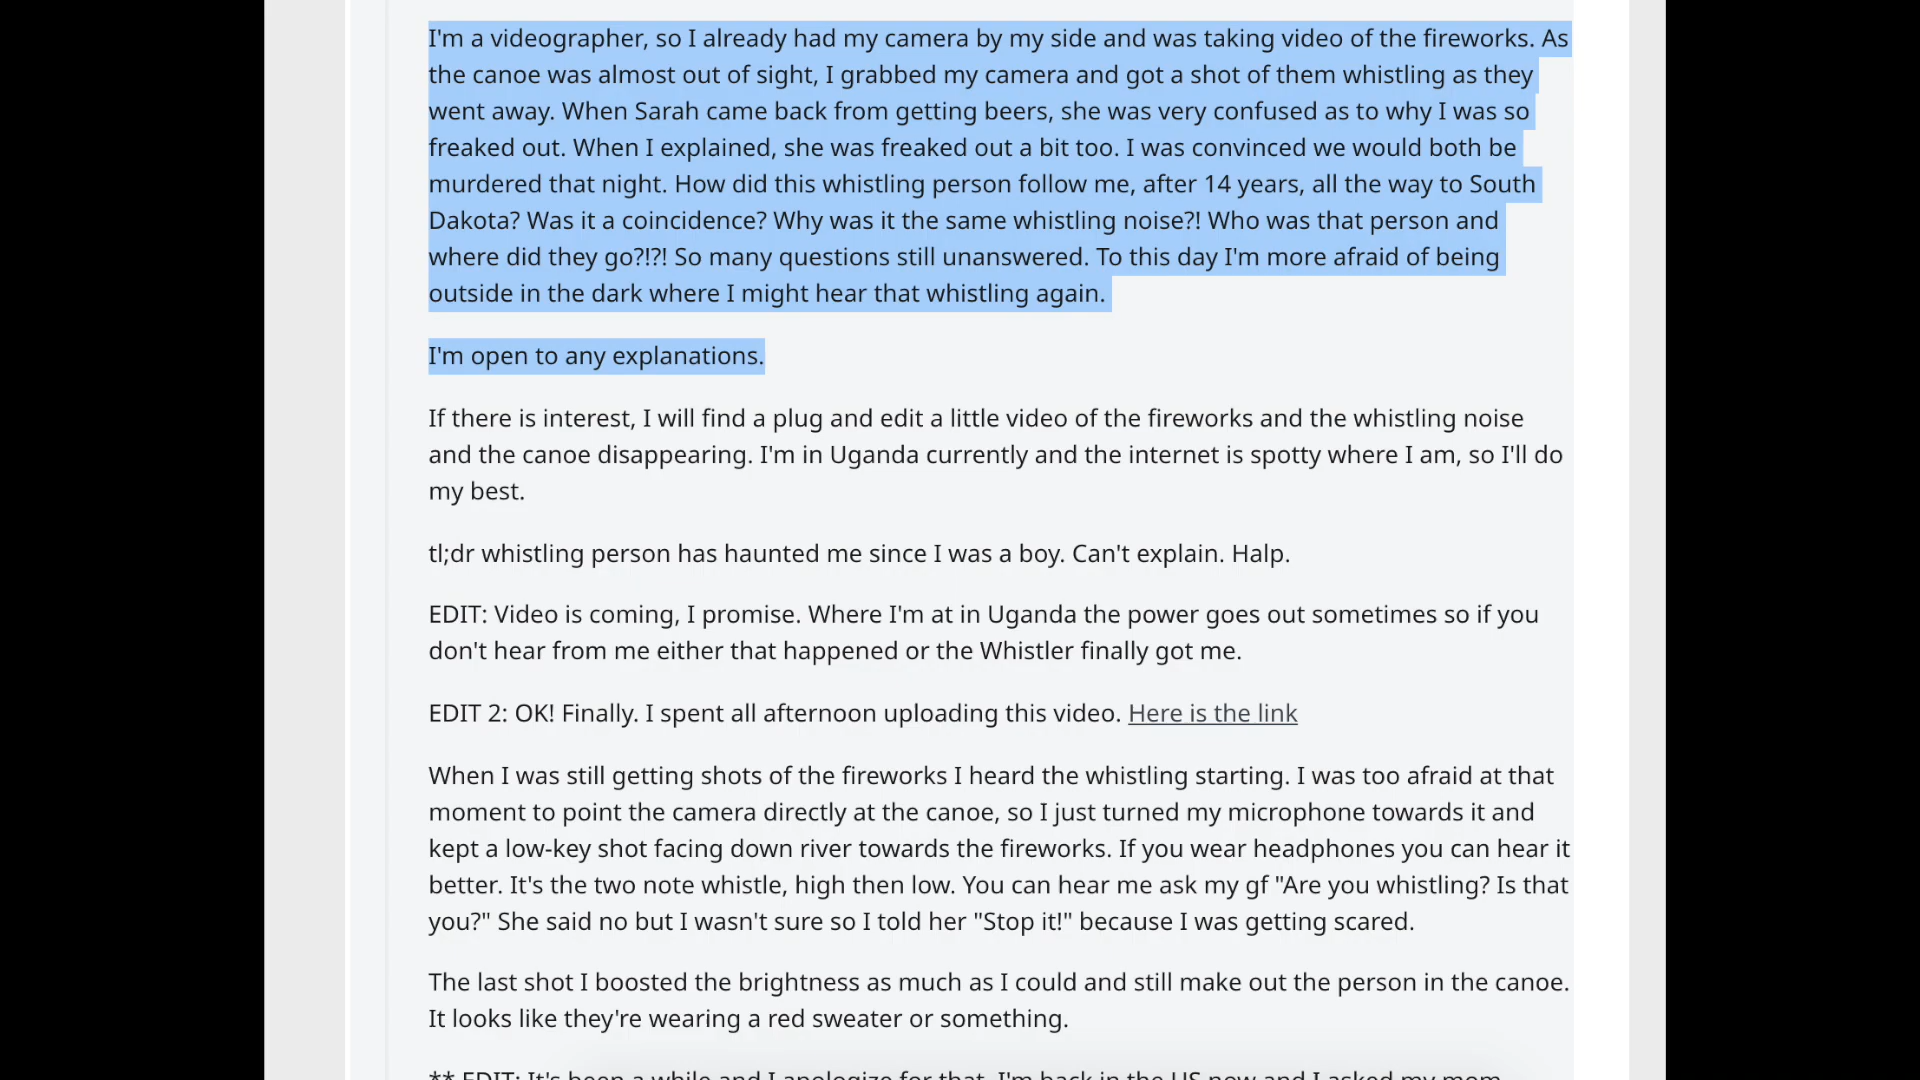 I'm a videographer, so I already had my camera by my side and was taking video of the fireworks. As
the canoe was almost out of sight, I grabbed my camera and got a shot of them whistling as they
went away. When Sarah came back from getting beers, she was very confused as to why I was so
freaked out. When I explained, she was freaked out a bit too. I was convinced we would both be
murdered that night. How did this whistling person follow me, after 14 years, all the way to South
Dakota? Was it a coincidence? Why was it the same whistling noise?! Who was that person and
where did they go?!?! So many questions still unanswered. To this day I'm more afraid of being
outside in the dark where I might hear that whistling again.
I'm open to any explanations.
If there is interest, I will find a plug and edit a little video of the fireworks and the whistling noise
and the canoe disappearing. I'm in Uganda currently and the internet is spotty where I am, so I'll do
my best.
tl;dr whistling person has haunted me since I was a boy. Can't explain. Halp.
EDIT: Video is coming, I promise. Where I'm at in Uganda the power goes out sometimes so if you
don't hear from me either that happened or the Whistler finally got me.
EDIT 2: OK! Finally. I spent all afternoon uploading this video. Here is the link
When I was still getting shots of the fireworks I heard the whistling starting. I was too afraid at that
moment to point the camera directly at the canoe, so I just turned my microphone towards it and
kept a low-key shot facing down river towards the fireworks. If you wear headphones you can hear it
better. It's the two note whistle, high then low. You can hear me ask my gf "Are you whistling? Is that
you?" She said no but I wasn't sure so I told her "Stop it!" because I was getting scared.
The last shot I boosted the brightness as much as I could and still make out the person in the canoe.
It looks like they're wearing a red sweater or something.
** EDIT: It's been a while and I apologize for that. I'm back in the US now and I asked my mom